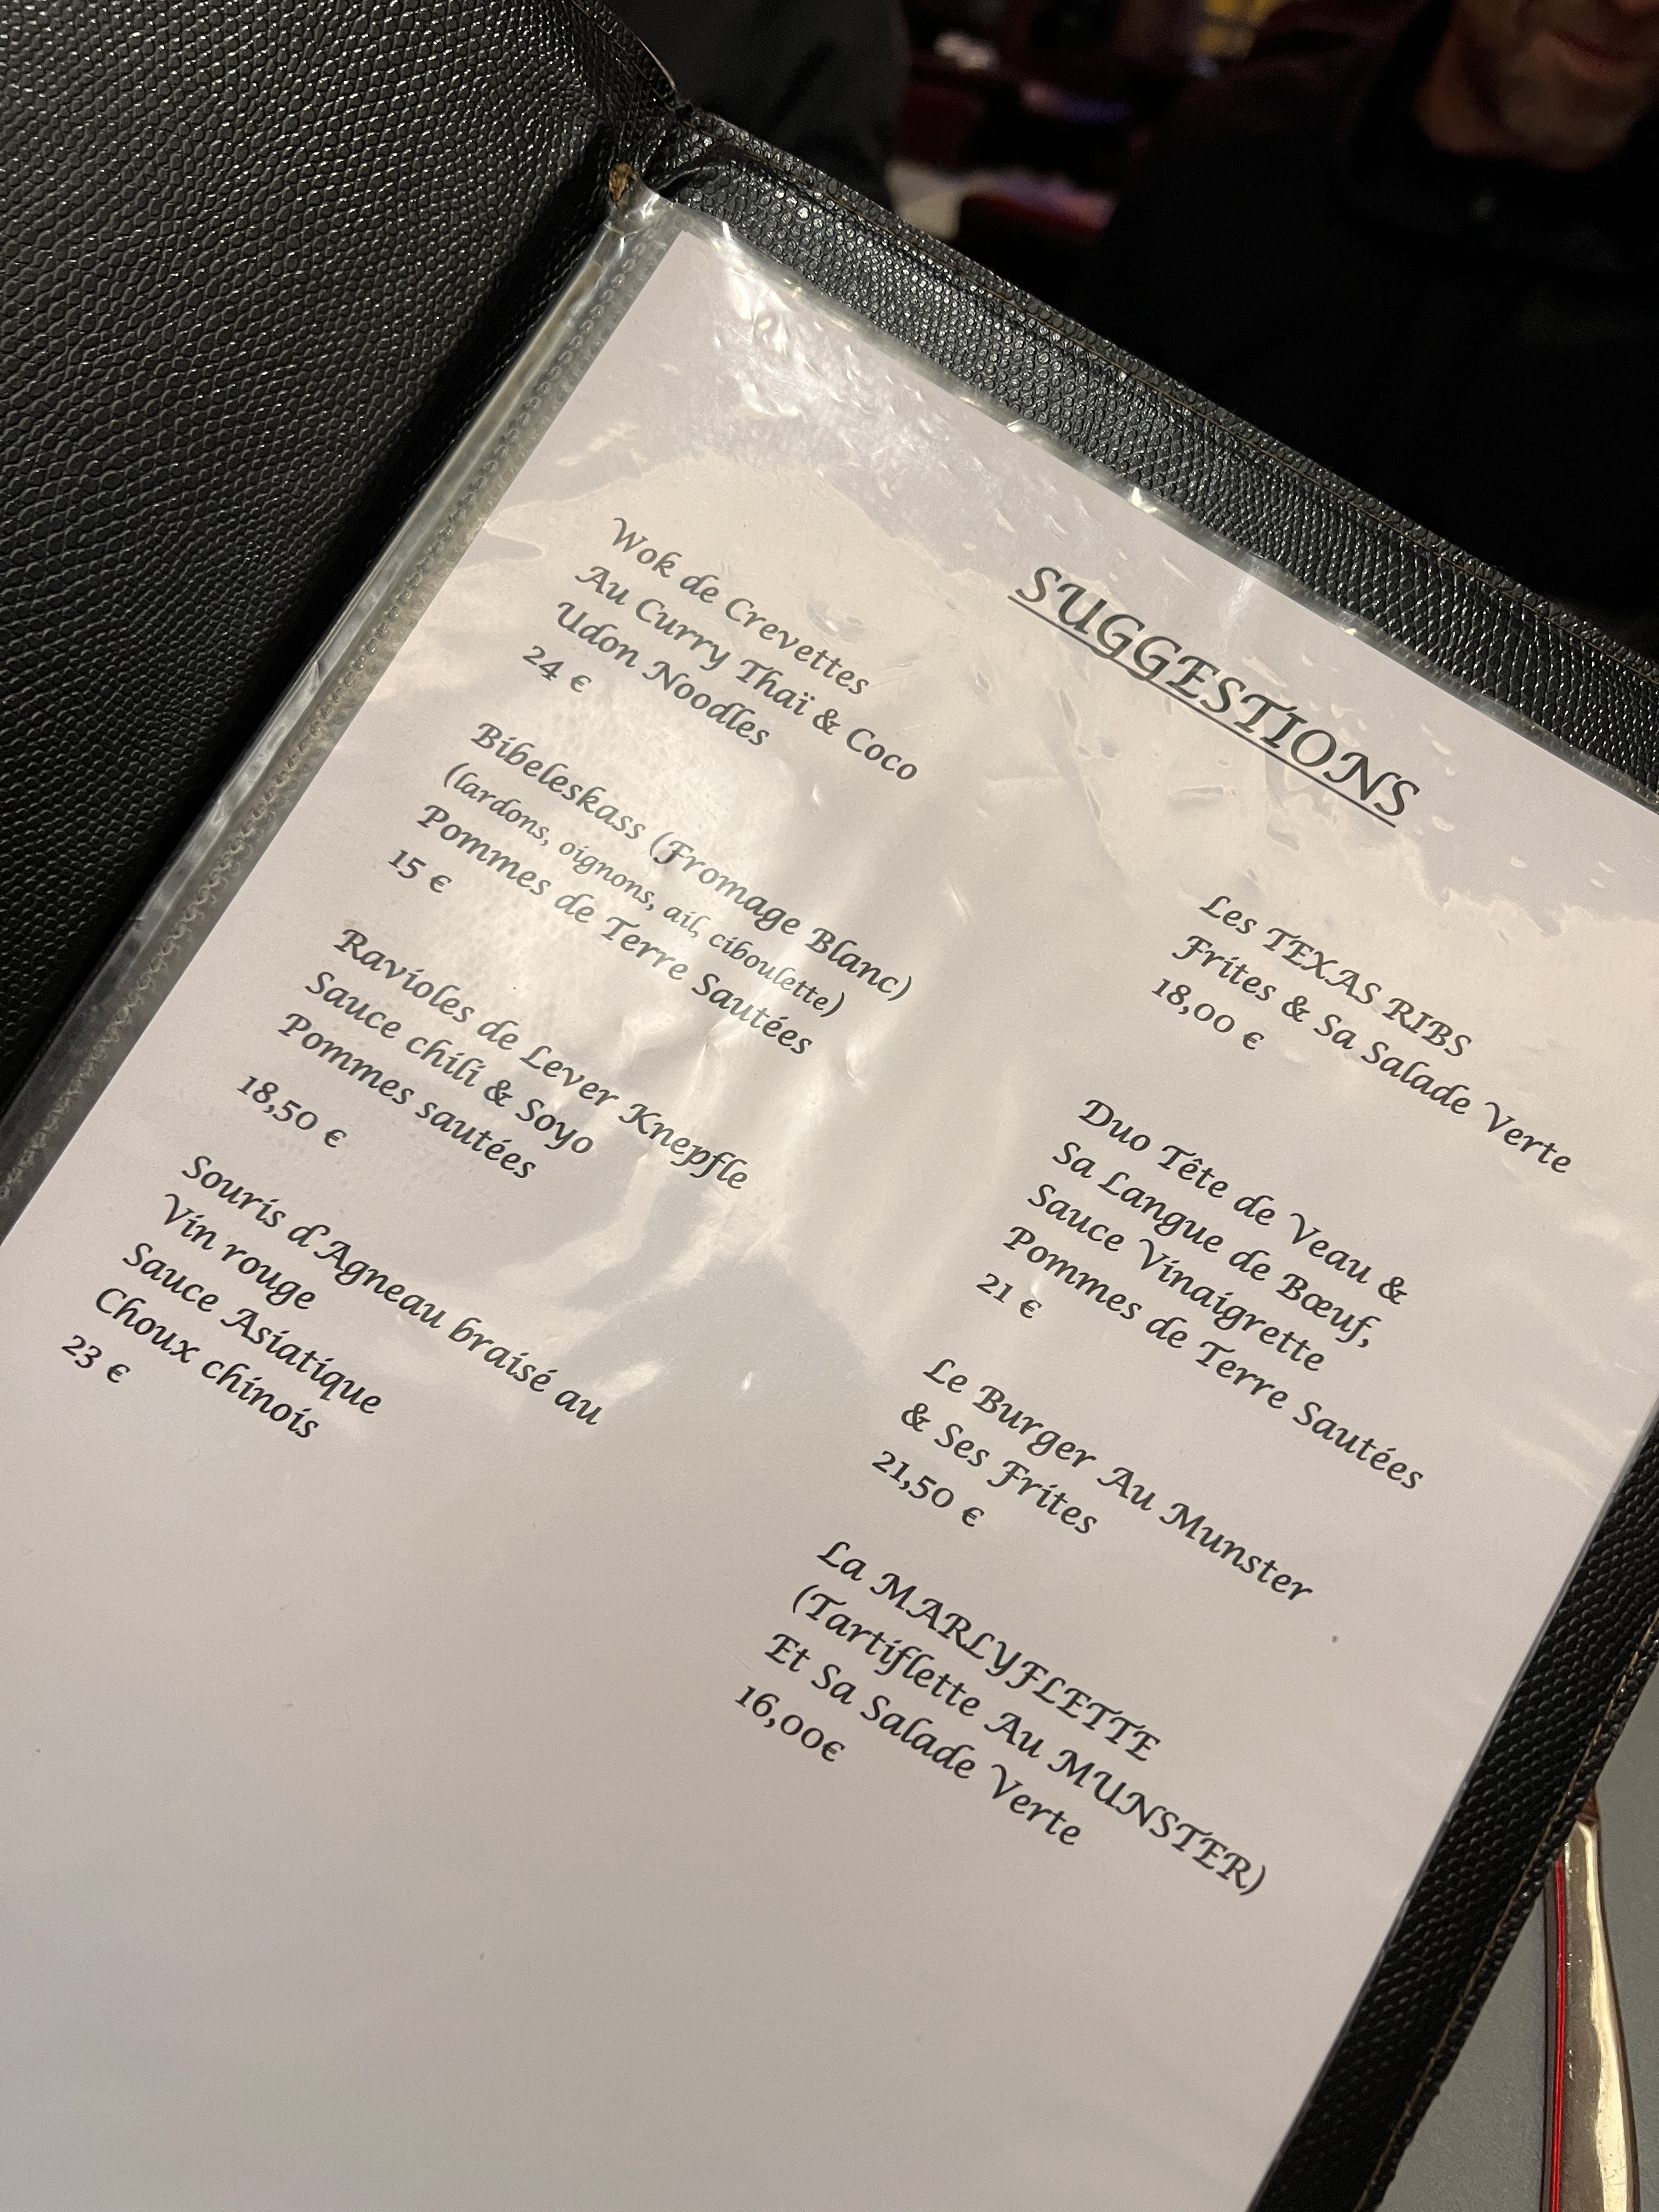 SUGGESTIONS
Wok de Crevettes
Au Curry Thaï & Coco
Udon Noodles
24 €
Bibeleskass (Fromage Blanc)
(lardons, oignons, ail, ciboulette)
Pommes de Terre Sautées
15 €
Ravioles de Lever Knepfle
Sauce chili & Soyo
Pommes sautées
18,50 €
Souris d'Agneau braisé au
Vin rouge
Sauce Asiatique
Choux chinois
23 €
Les TEXAS RIBS
Frites & Sa Salade Verte
18,00 €
Duo Tête de Veau &
Sa Langue de Bœuf,
Sauce Vinaigrette
Pommes de Terre Sautées
21 €
Le Burger Au Munster
& Ses Frites
21,50 €
La MARLYFLETTE
(Tartiflette Au MUNSTER)
Et Sa Salade Verte
16,00€